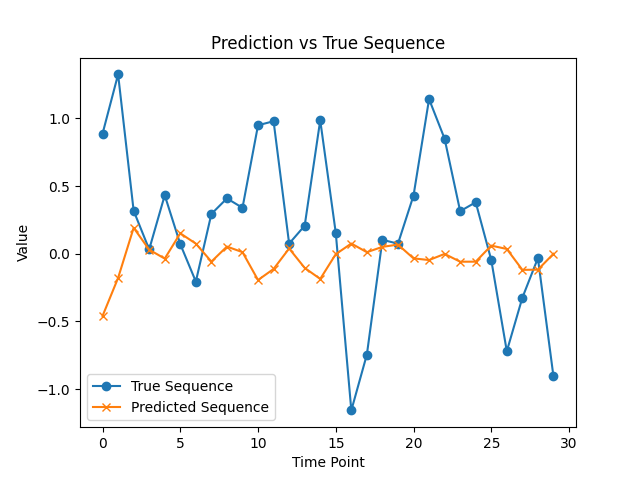 Prediction vs True Sequence
1.0
0.5
0.0
−0.5
−1.0
Value
True Sequence
Predicted Sequence
0 5 10 15 20 25 30
Time Point